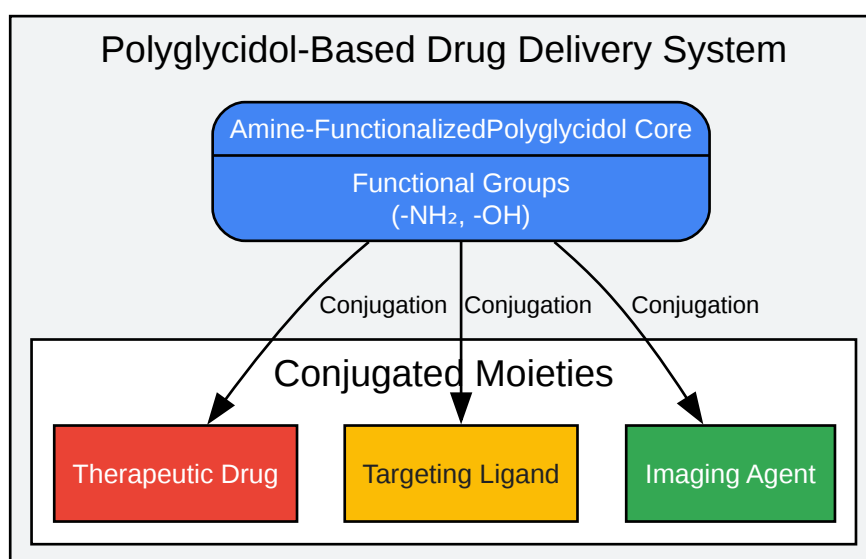 Polyglycidol-Based Drug Delivery System
Amine-FunctionalizedPolyglycidol Core
Functional Groups
(-NH₂, -OH)
Conjugation
Conjugation
Conjugation
Conjugated Moieties
Therapeutic Drug
Targeting Ligand
Imaging Agent